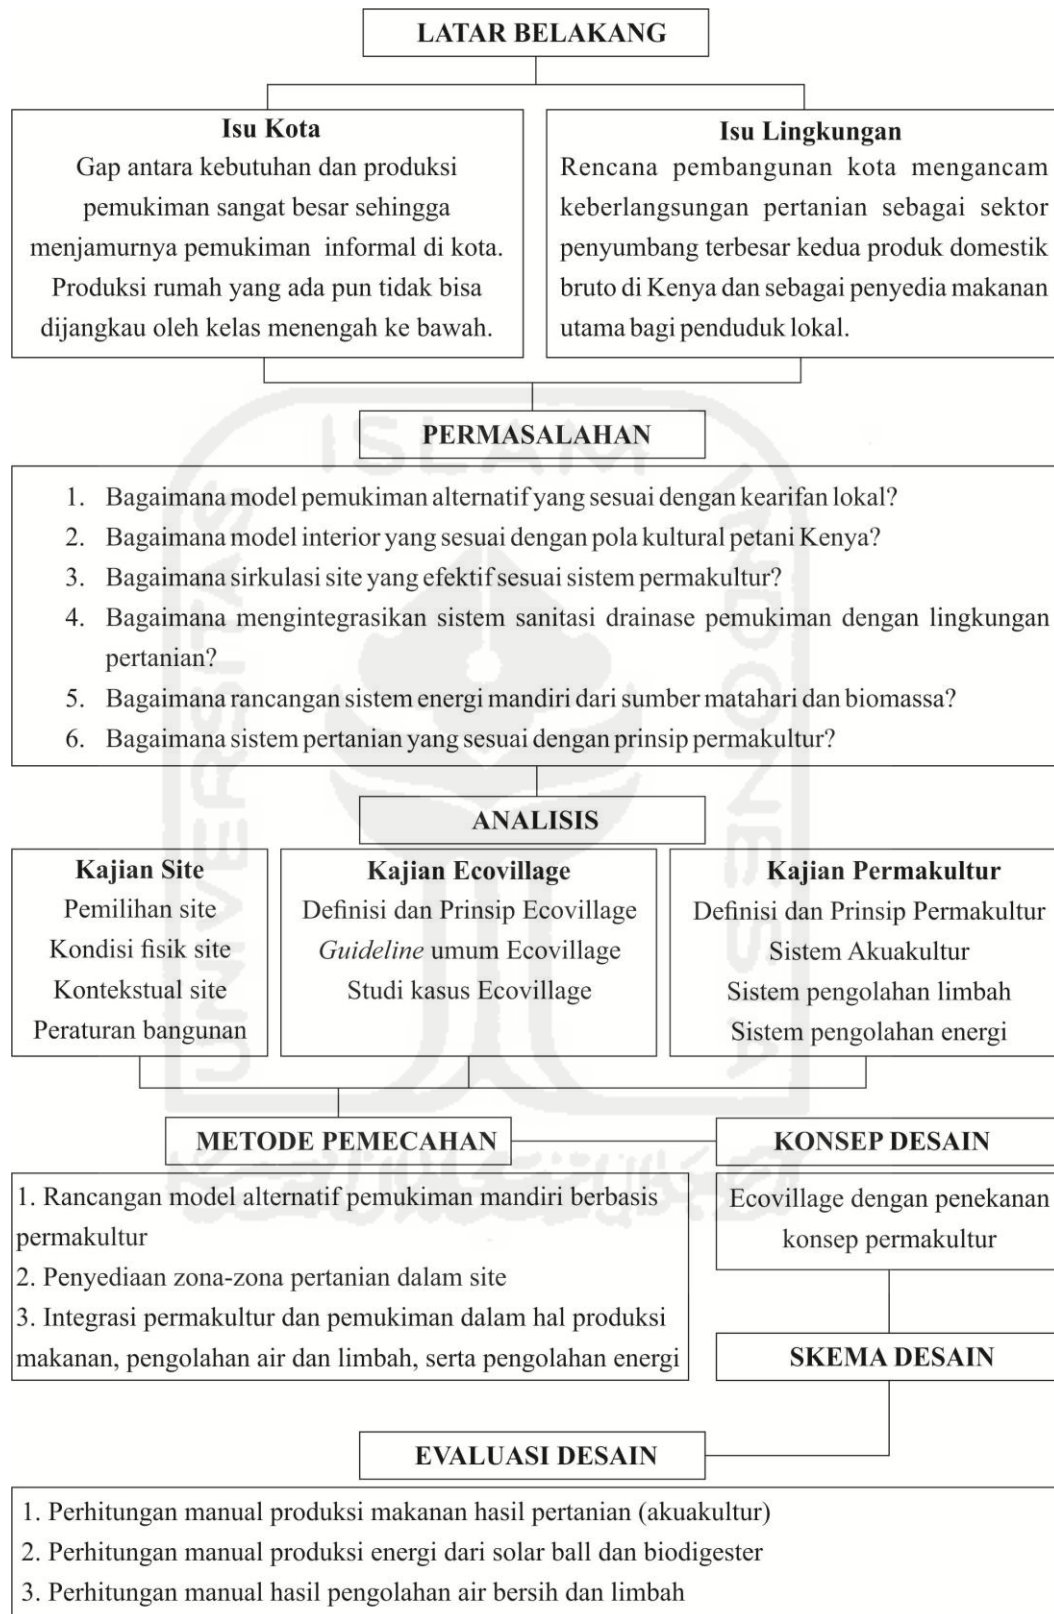 LATAR BELAKANG
Isu Kota
Gap antara kebutuhan dan produksi
pemukiman sangat besar sehingga
menjamurnya pemukiman informal di kota.
Produksi rumah yang ada pun tidak bisa
dijangkau oleh kelas menengah ke bawah.
Isu Lingkungan
Rencana pembangunan kota mengancam
keberlangsungan pertanian sebagai sektor
penyumbang terbesar kedua produk domestik
bruto di Kenya dan sebagai penyedia makanan
utama bagi penduduk lokal.
PERMASALAHAN
1. Bagaimana model pemukiman alternatif yang sesuai dengan kearifan lokal?
2. Bagaimana model interior yang sesuai dengan pola kultural petani Kenya?
3. Bagaimana sirkulasi site yang efektif sesuai sistem permakultur?
4. Bagaimana mengintegrasikan sistem sanitasi drainase pemukiman dengan lingkungan
pertanian?
5. Bagaimana rancangan sistem energi mandiri dari sumber matahari dan biomassa?
6. Bagaimana sistem pertanian yang sesuai dengan prinsip permakultur?
ANALISIS
Kajian Site
Pemilihan site
Kondisi fisik site
Kontekstual site
Peraturan bangunan
Kajian Ecovillage
Definisi dan Prinsip Ecovillage
Guideline umum Ecovillage
Studi kasus Ecovillage
Kajian Permakultur
Definisi dan Prinsip Permakultur
Sistem Akuakultur
Sistem pengolahan limbah
Sistem pengolahan energi
METODE PEMECAHAN
1. Rancangan model alternatif pemukiman mandiri berbasis
permakultur
2. Penyediaan zona-zona pertanian dalam site
3. Integrasi permakultur dan pemukiman dalam hal produksi
makanan, pengolahan air dan limbah, serta pengolahan energi
KONSEP DESAIN
Ecovillage dengan penekanan
konsep permakultur
SKEMA DESAIN
EVALUASI DESAIN
1. Perhitungan manual produksi makanan hasil pertanian (akuakultur)
2. Perhitungan manual produksi energi dari solar ball dan biodigester
3. Perhitungan manual hasil pengolahan air bersih dan limbah
UNIVERSITAS
ISLAM
INDONESIA